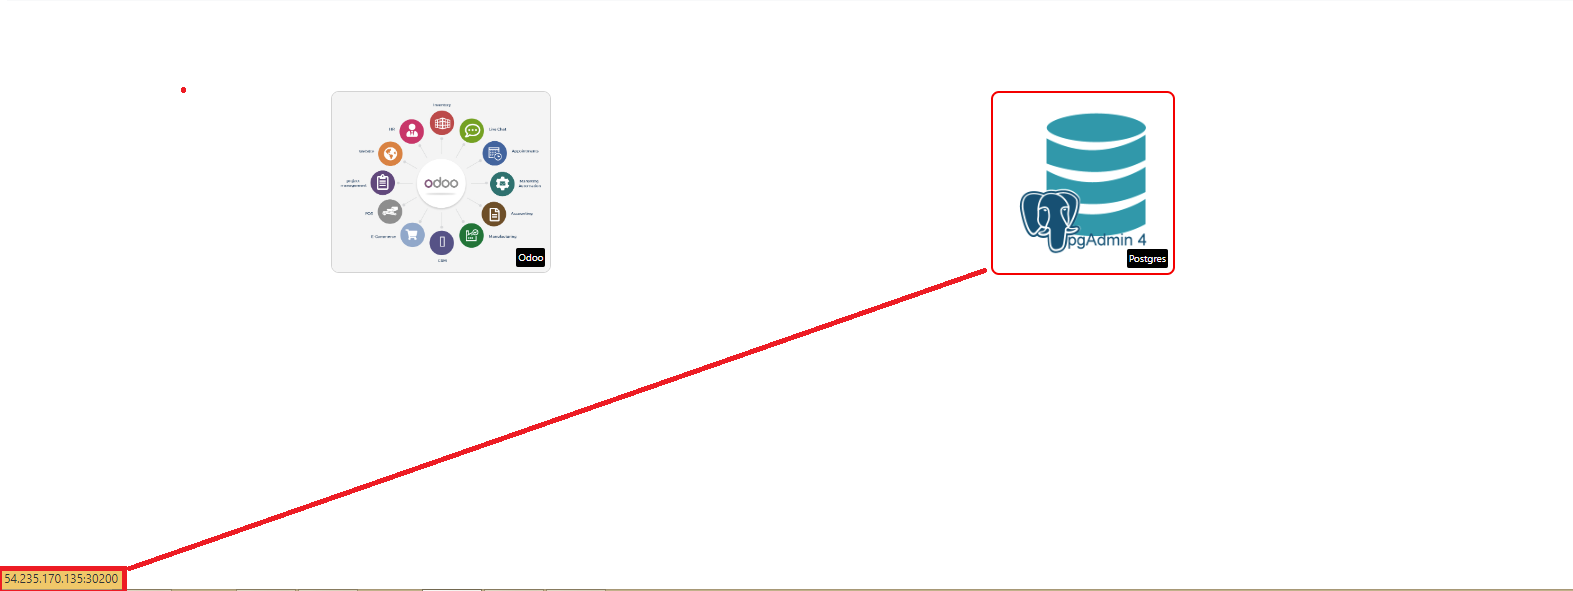 Inventory
HR
Live Chat
Website
Appointments
Project
management
odoo
Marketing
Automation
POS
Accounting
E-Commerce
Manufacturing
CRM
Odoo
pgAdmin 4
Postgres
54.235.170.135:30200